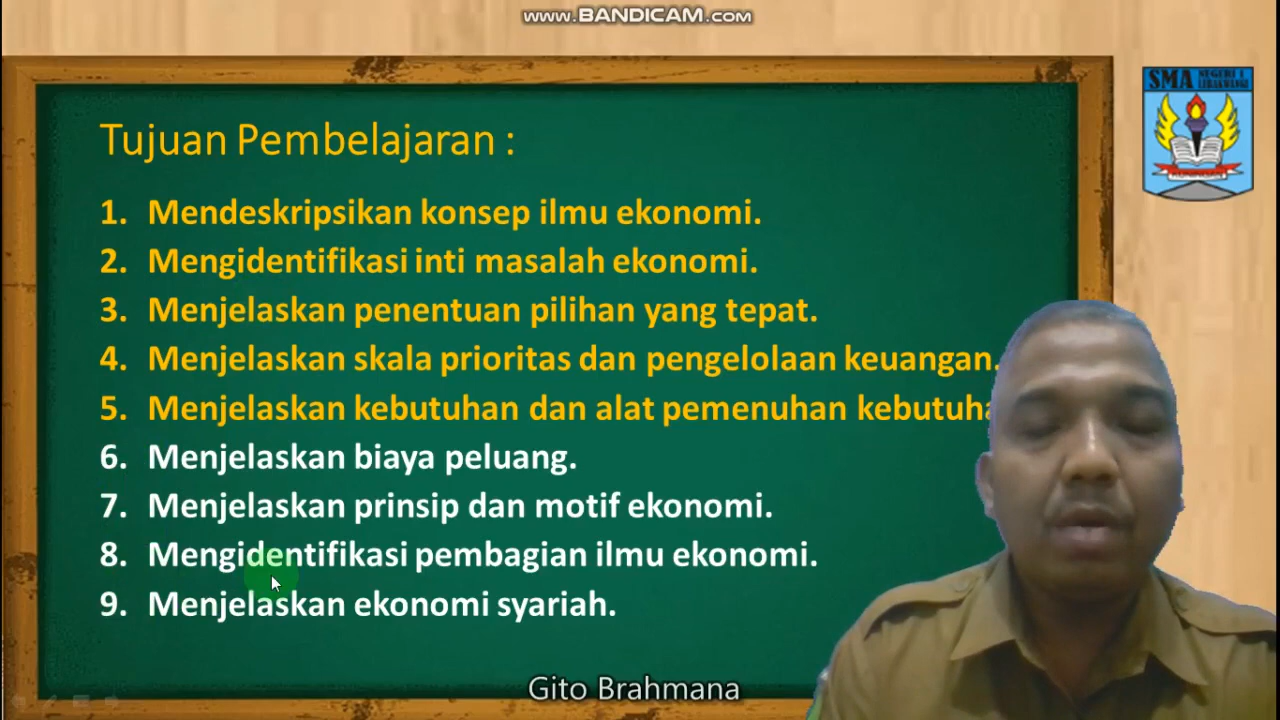 www.BANDICAM.com
SMA NEGERI 1
Tujuan Pembelajaran :
1. Mendeskripsikan konsep ilmu ekonomi.
2. Mengidentifikasi inti masalah ekonomi.
3. Menjelaskan penentuan pilihan yang tepat.
4. Menjelaskan skala prioritas dan pengelolaan keuangan.
5. Menjelaskan kebutuhan dan alat pemenuhan
6. Menjelaskan biaya peluang.
7. Menjelaskan prinsip dan motif ekonomi.
8. Mengidentifikasi pembagian ilmu ekonomi.
9. Menjelaskan ekonomi syariah.
Gito Brahmana